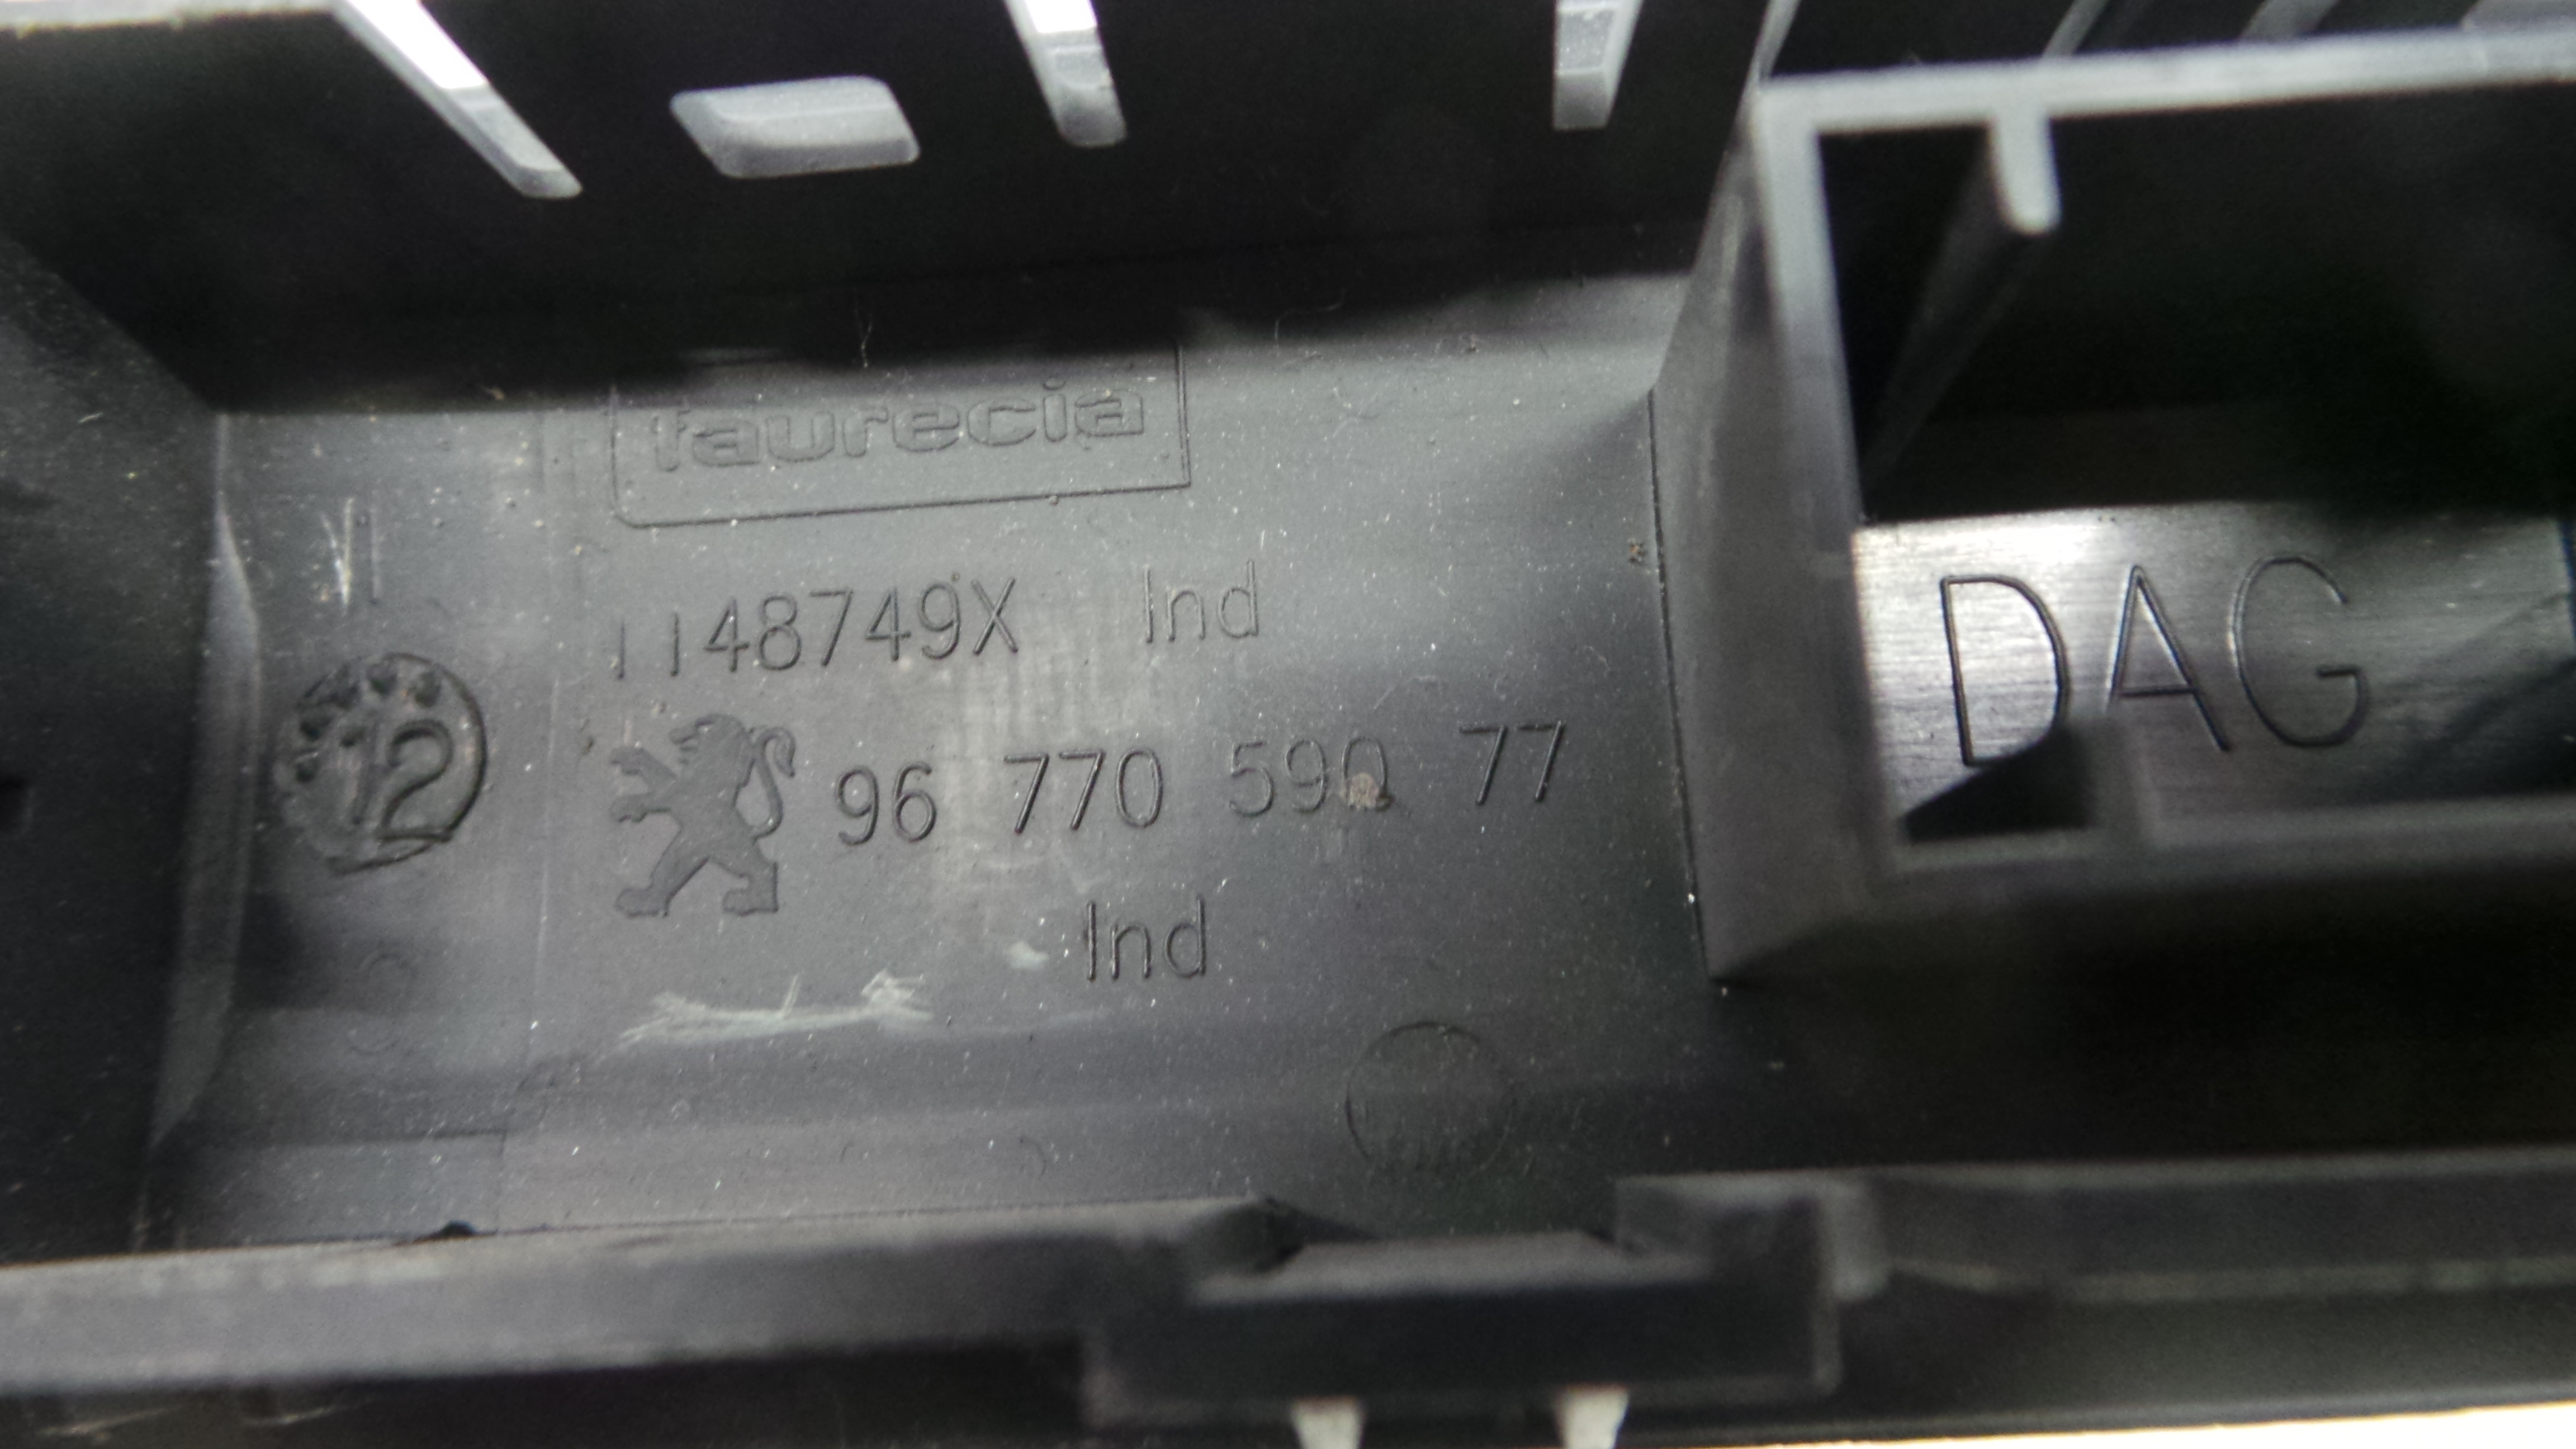 faurecia
1148749X Ind
12
96 770 590 77
Ind
DAG